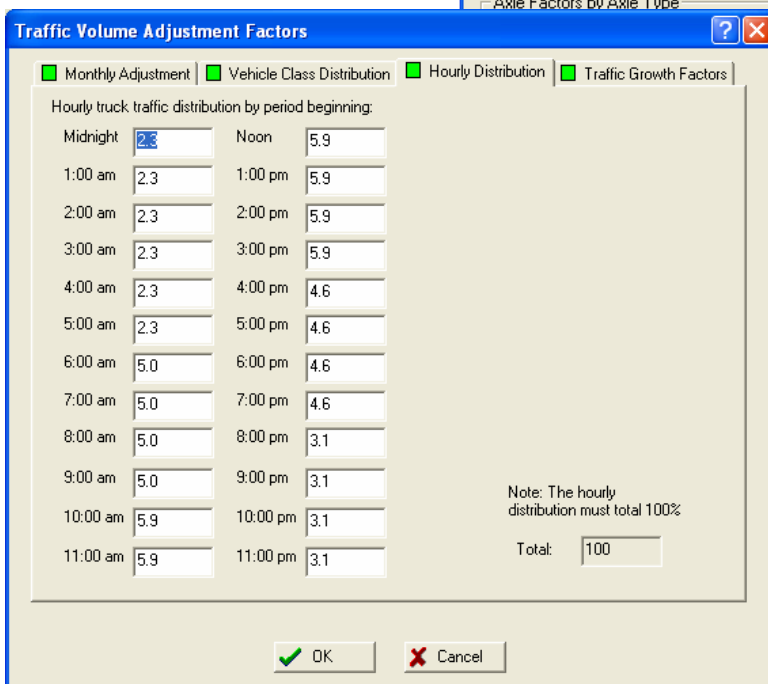 Axle Factors by Axle Type
Traffic Volume Adjustment Factors
Monthly Adjustment Vehicle Class Distribution Hourly Distribution Traffic Growth Factors
Hourly truck traffic distribution by period beginning:
Midnight 2.3 Noon 5.9
1:00 am 2.3 1:00 pm 5.9
2:00 am 2.3 2:00 pm 5.9
3:00 am 2.3 3:00 pm 5.9
4:00 am 2.3 4:00 pm 4.6
5:00 am 2.3 5:00 pm 4.6
6:00 am 5.0 6:00 pm 4.6
7:00 am 5.0 7:00 pm 4.6
8:00 am 5.0 8:00 pm 3.1
9:00 am 5.0 9:00 pm 3.1
10:00 am 5.9 10:00 pm 3.1
11:00 am 5.9 11:00 pm 3.1
Note: The hourly
distribution must total 100%
Total: 100
OK Cancel